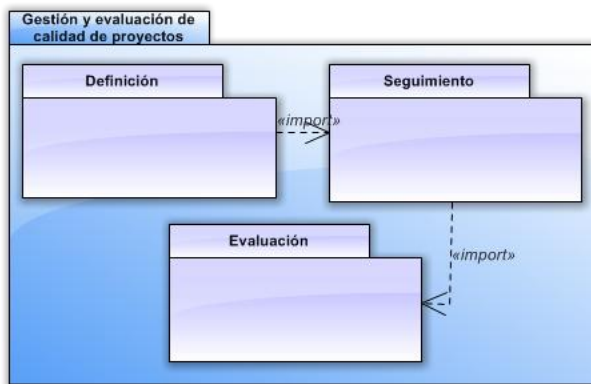 Gestión y evaluación de
calidad de proyectos
Definición
Seguimiento
«import»
Evaluación
«import»